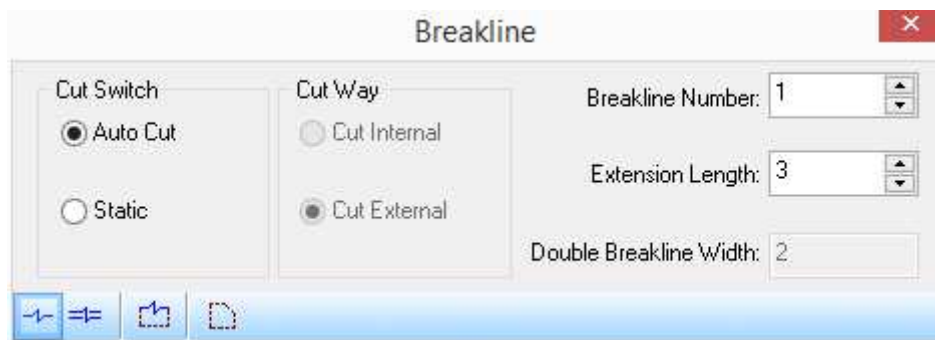 Breakline
Cut Switch
Auto Cut
Static
Cut Way
Cut Internal
Cut External
Breakline Number: 1
Extension Length: 3
Double Breakline Width: 2